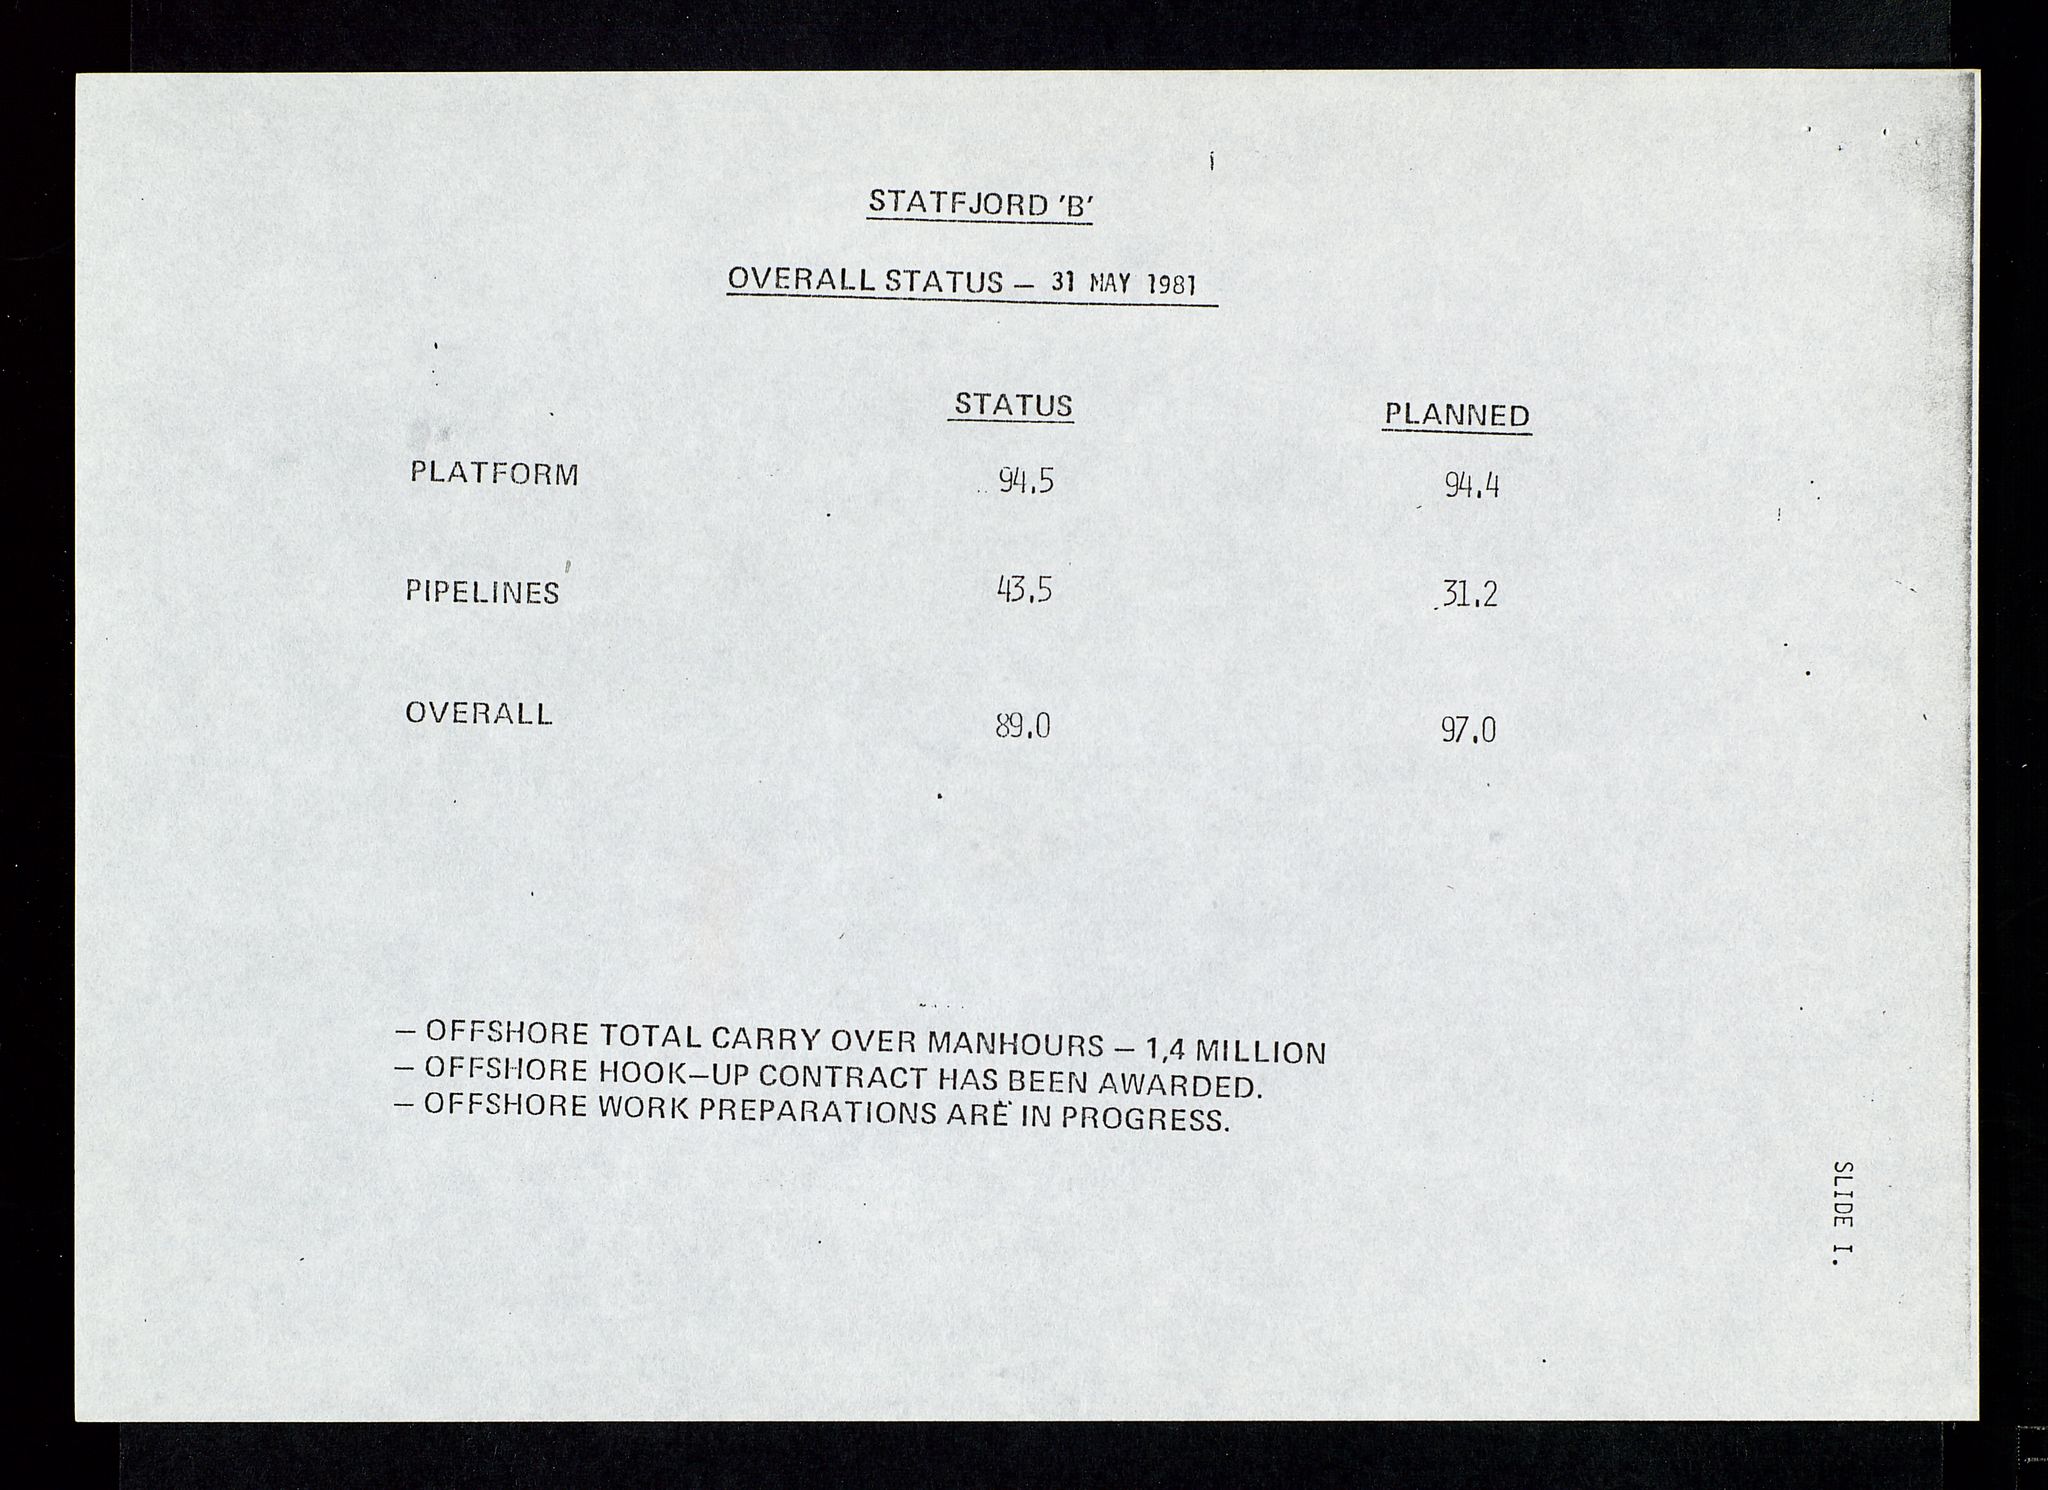 STATFJORD 'B'
OVERALL STATUS — 31 MAY 1981
STATUS PLANNED
PLATFORM 94.5 94.4
PIPELINES 43.5 31.2
OVERALL 89.0 97.0
— OFFSHORE TOTAL CARRY OVER MANHOURS — 1,4 MILLION
— OFFSHORE HOOK—UP CONTRACT HAS BEEN AWARDED.
— OFFSHORE WORK PREPARATIONS ARE IN PROGRESS.
SLIDE I.